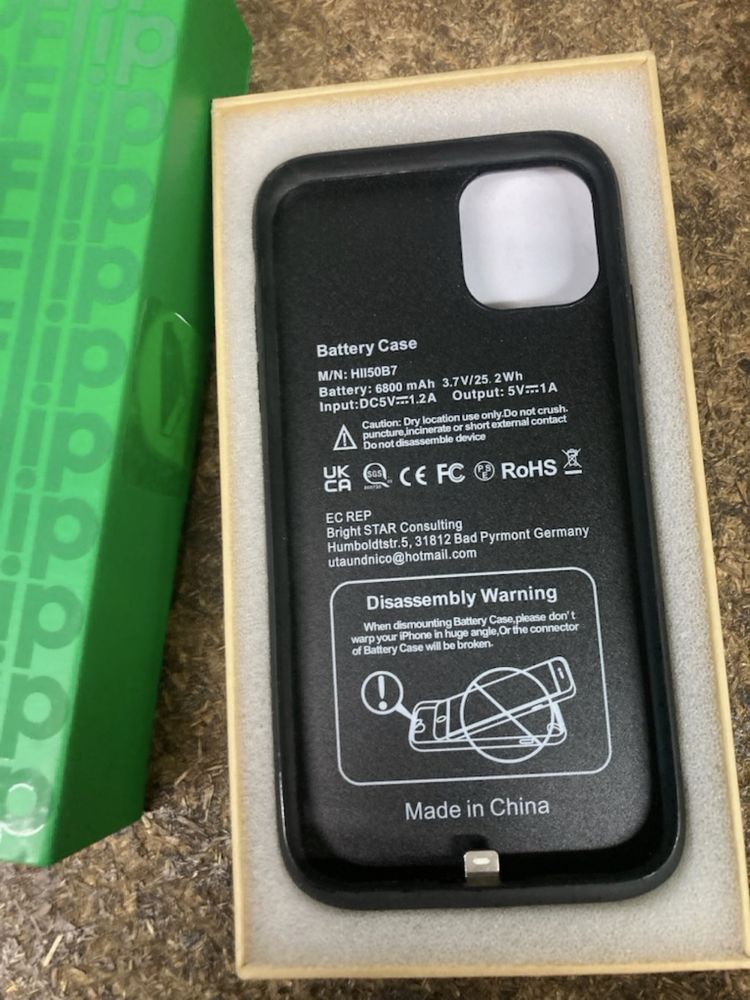 Flip
Flip
Battery Case
M/N: HII50B7
Battery: 6800 mAh 3.7V/25.2Wh
Input:DC5V⎓1.2A Output: 5V⎓1A
Caution: Dry location use only.Do not crush.
puncture,incinerate or short external contact
Do not disassemble device
UK
CA SGS CE FC PSE RoHS
EC REP
Bright STAR Consulting
Humboldtstr.5, 31812 Bad Pyrmont Germany
utaundnico@hotmail.com
Disassembly Warning
When dismounting Battery Case,please don't
warp your iPhone in huge angle,Or the connector
of Battery Case will be broken.
Made in China